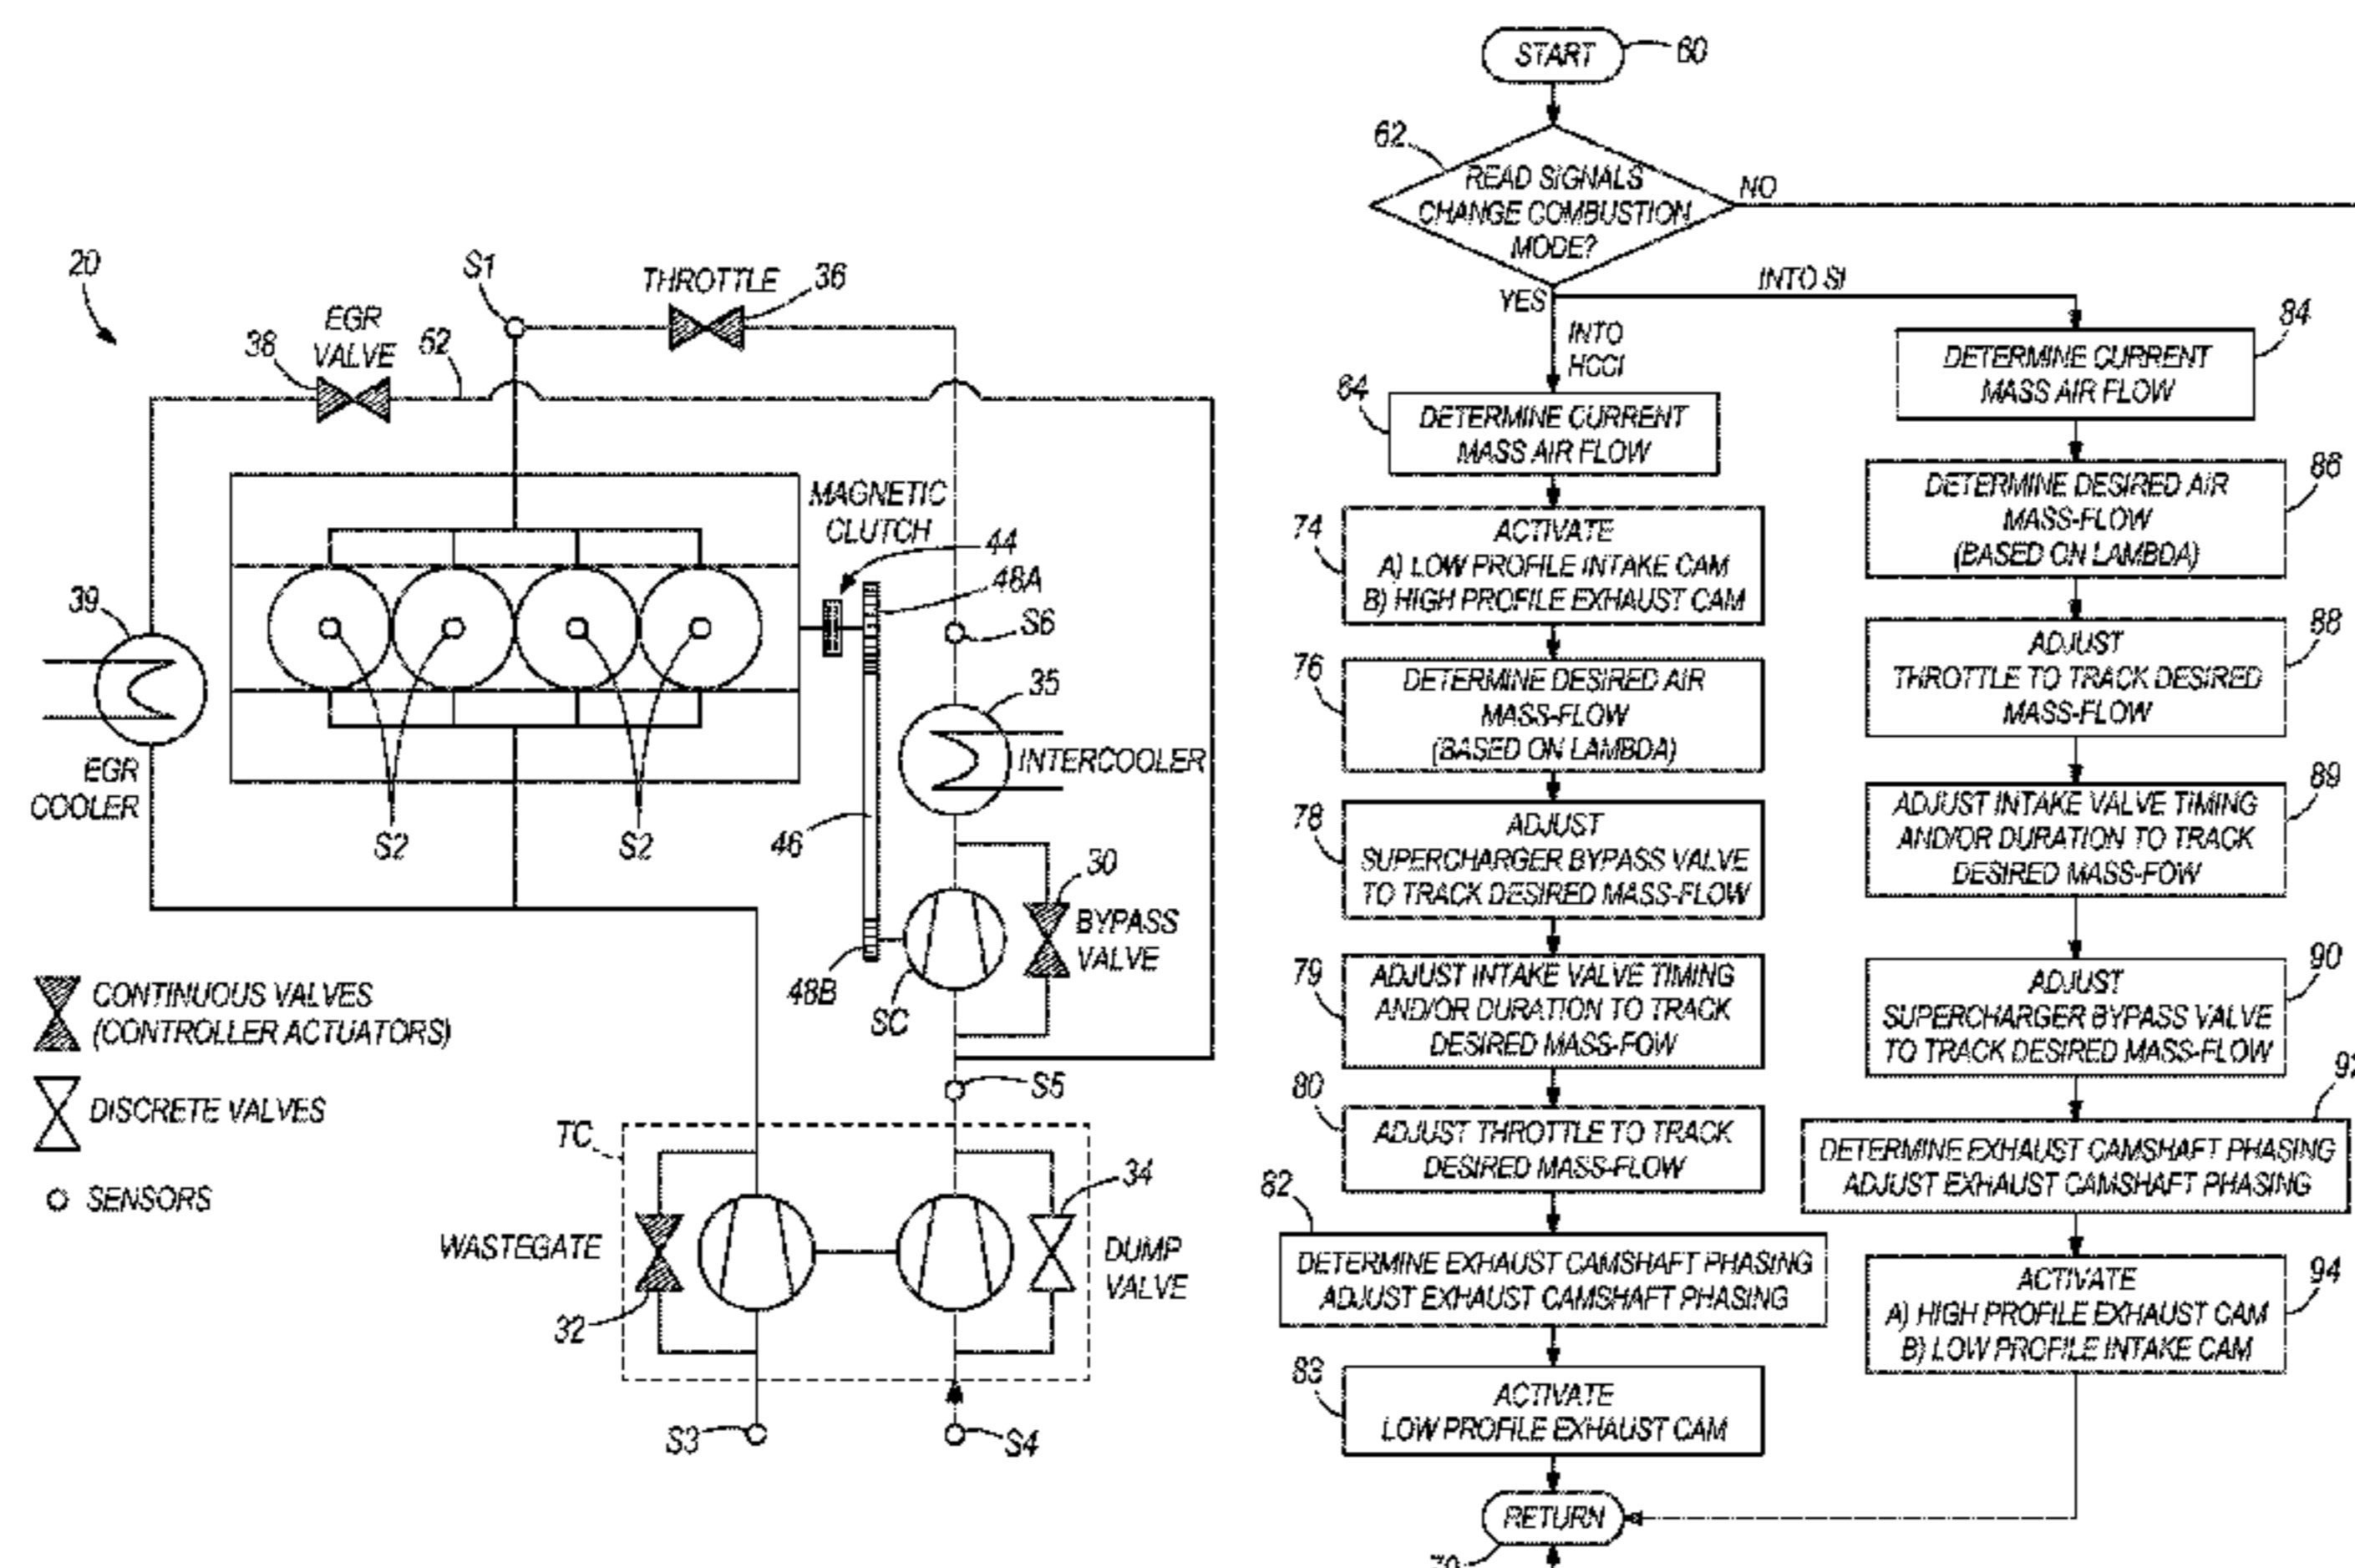 20
S1
THROTTLE
36
EGR
VALVE
38
52
MAGNETIC
CLUTCH
44
48A
S6
39
35
INTERCOOLER
EGR
COOLER
S2
S2
46
30
BYPASS
VALVE
48B
SC
CONTINUOUS VALVES
(CONTROLLER ACTUATORS)
DISCRETE VALVES
SENSORS
S5
TC
34
WASTEGATE
DUMP
VALVE
32
S3
S4
START
60
62
READ SIGNALS
CHANGE COMBUSTION
MODE?
NO
YES
INTO SI
INTO
HCCI
64
DETERMINE CURRENT
MASS AIR FLOW
74
ACTIVATE
A) LOW PROFILE INTAKE CAM
B) HIGH PROFILE EXHAUST CAM
76
DETERMINE DESIRED AIR
MASS-FLOW
(BASED ON LAMBDA)
78
ADJUST
SUPERCHARGER BYPASS VALVE
TO TRACK DESIRED MASS-FLOW
79
ADJUST INTAKE VALVE TIMING
AND/OR DURATION TO TRACK
DESIRED MASS-FOW
80
ADJUST THROTTLE TO TRACK
DESIRED MASS-FLOW
82
DETERMINE EXHAUST CAMSHAFT PHASING
ADJUST EXHAUST CAMSHAFT PHASING
83
ACTIVATE
LOW PROFILE EXHAUST CAM
RETURN
84
DETERMINE CURRENT
MASS AIR FLOW
86
DETERMINE DESIRED AIR
MASS-FLOW
(BASED ON LAMBDA)
88
ADJUST
THROTTLE TO TRACK DESIRED
MASS-FLOW
89
ADJUST INTAKE VALVE TIMING
AND/OR DURATION TO TRACK
DESIRED MASS-FOW
90
ADJUST
SUPERCHARGER BYPASS VALVE
TO TRACK DESIRED MASS-FLOW
92
DETERMINE EXHAUST CAMSHAFT PHASING
ADJUST EXHAUST CAMSHAFT PHASING
94
ACTIVATE
A) HIGH PROFILE EXHAUST CAM
B) LOW PROFILE INTAKE CAM